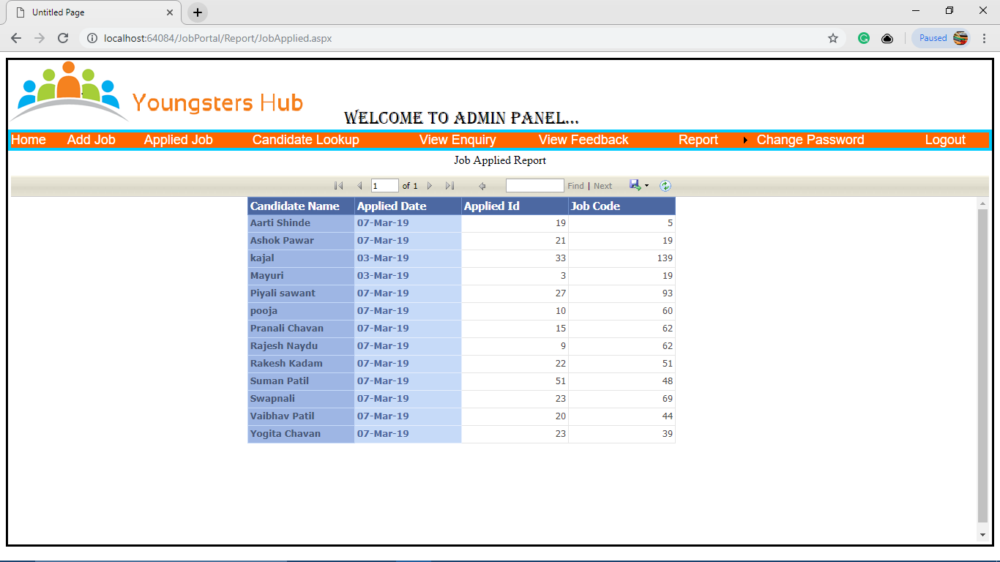 Untitled Page
localhost:64084/JobPortal/Report/JobApplied.aspx
Paused
Youngsters Hub
WELCOME TO ADMIN PANEL...
Home Add Job Applied Job Candidate Lookup View Enquiry View Feedback Report Change Password Logout
Job Applied Report
1 of 1 Find | Next
Candidate Name Applied Date Applied Id Job Code
Aarti Shinde 07-Mar-19 19 5
Ashok Pawar 07-Mar-19 21 19
kajal 03-Mar-19 33 139
Mayuri 03-Mar-19 3 19
Piyali sawant 07-Mar-19 27 93
pooja 07-Mar-19 10 60
Pranali Chavan 07-Mar-19 15 62
Rajesh Naydu 07-Mar-19 9 62
Rakesh Kadam 07-Mar-19 22 51
Suman Patil 07-Mar-19 51 48
Swapnali 07-Mar-19 23 69
Vaibhav Patil 07-Mar-19 20 44
Yogita Chavan 07-Mar-19 23 39